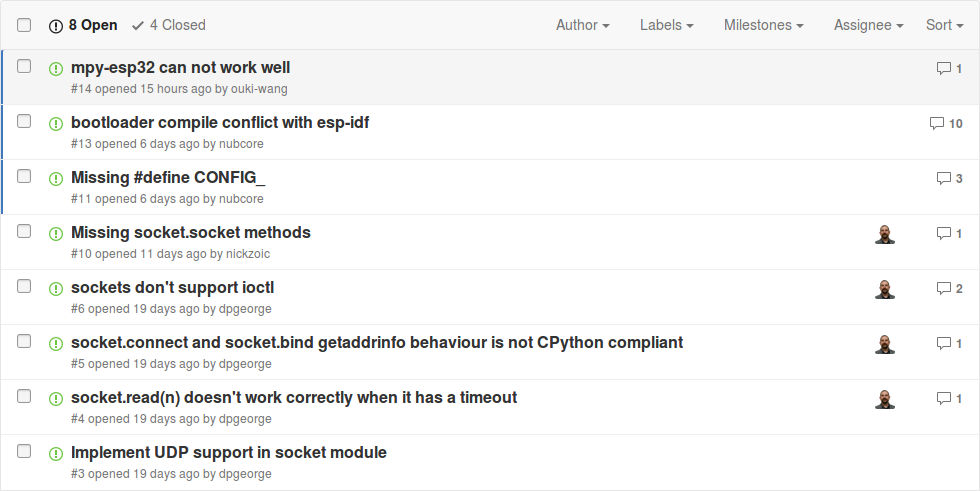 8 Open 4 Closed Author Labels Milestones Assignee Sort
mpy-esp32 can not work well 1
#14 opened 15 hours ago by ouki-wang
bootloader compile conflict with esp-idf 10
#13 opened 6 days ago by nubcore
Missing #define CONFIG_ 3
#11 opened 6 days ago by nubcore
Missing socket.socket methods 1
#10 opened 11 days ago by nickzoic
sockets don't support ioctl 2
#6 opened 19 days ago by dpgeorge
socket.connect and socket.bind getaddrinfo behaviour is not CPython compliant 1
#5 opened 19 days ago by dpgeorge
socket.read(n) doesn't work correctly when it has a timeout 1
#4 opened 19 days ago by dpgeorge
Implement UDP support in socket module
#3 opened 19 days ago by dpgeorge